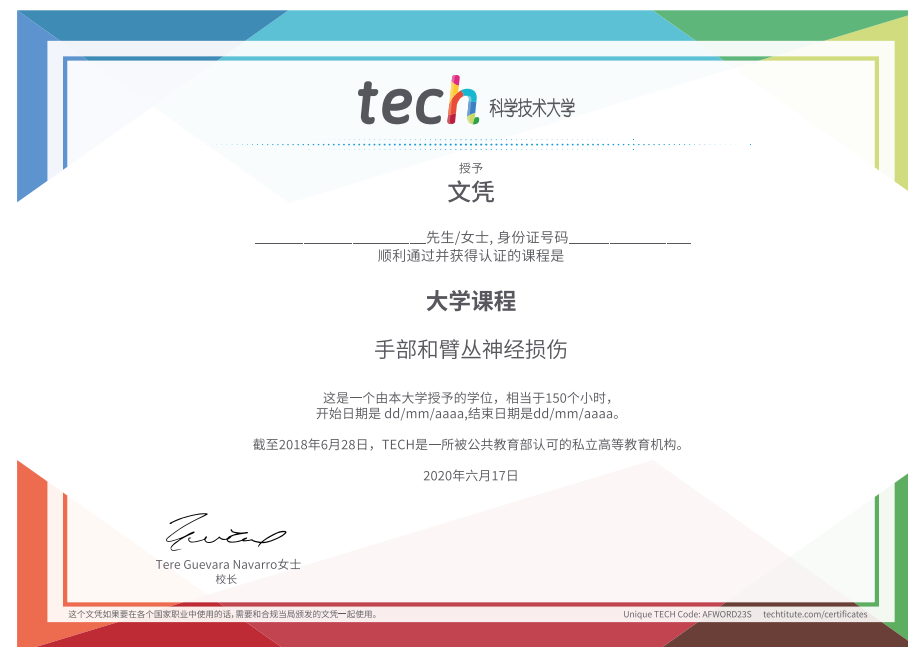 tech 科学技术大学
授予
文凭
______________________先生/女士, 身份证号码________________
顺利通过并获得认证的课程是
大学课程
手部和臂丛神经损伤
这是一个由本大学授予的学位，相当于150个小时，
开始日期是 dd/mm/aaaa,结束日期是dd/mm/aaaa。
截至2018年6月28日，TECH是一所被公共教育部认可的私立高等教育机构。
2020年六月17日
Tere Guevara Navarro女士
校长
这个文凭如果要在各个国家职业中使用的话,需要和合规当局颁发的文凭一起使用。
Unique TECH Code: AFWORD23S techtitute.com/certificates